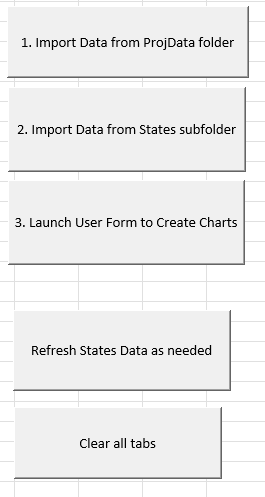 1. Import Data from ProjData folder
2. Import Data from States subfolder
3. Launch User Form to Create Charts
Refresh States Data as needed
Clear all tabs